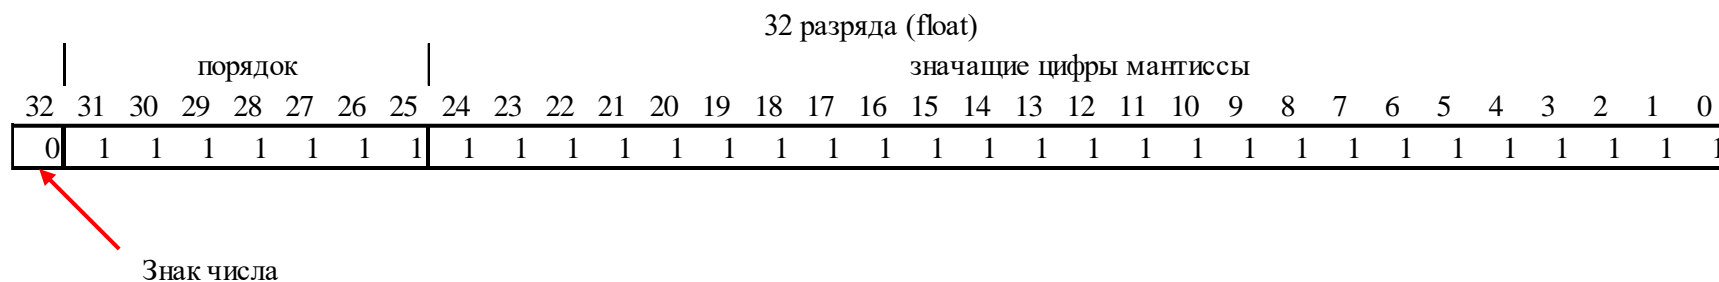 32 разряда (float)
порядок значащие цифры мантиссы
32 31 30 29 28 27 26 25 24 23 22 21 20 19 18 17 16 15 14 13 12 11 10 9 8 7 6 5 4 3 2 1 0
0 1 1 1 1 1 1 1 1 1 1 1 1 1 1 1 1 1 1 1 1 1 1 1 1 1 1 1 1 1 1 1 1
Знак числа